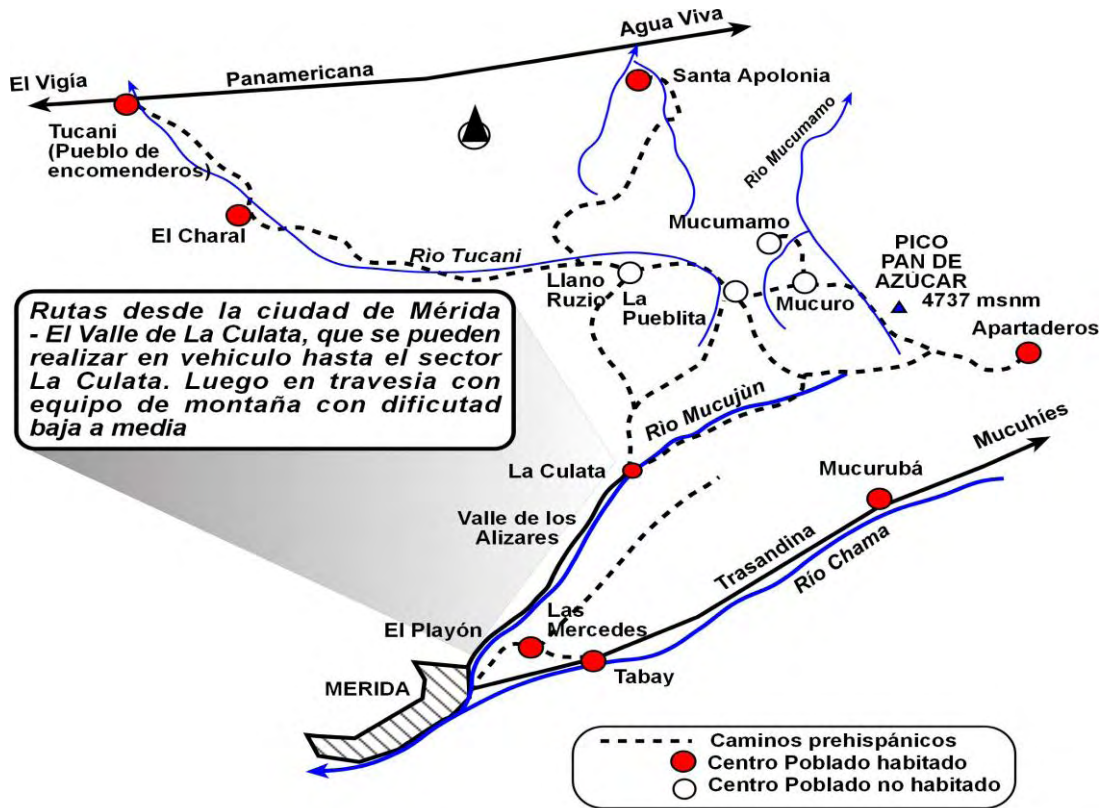 Agua Viva
El Vigía
Panamericana
Santa Apolonia
Tucani
(Pueblo de
encomenderos)
Rio Mucumamo
El Charal
Mucumamo
Rìo Tucani
PICO
PAN DE
AZÚCAR
4737 msnm
Llano
Ruzio
La
Pueblita
Mucuro
Apartaderos
Rutas desde la ciudad de Mérida
- El Valle de La Culata, que se pueden
realizar en vehiculo hasta el sector
La Culata. Luego en travesia con
equipo de montaña con dificutad
baja a media
Rìo Mucujùn
Mucuhíes
La Culata
Mucurubá
Valle de los
Alizares
Trasandina
Río Chama
El Playón
Las
Mercedes
Tabay
MERIDA
Caminos prehispánicos
Centro Poblado habitado
Centro Poblado no habitado